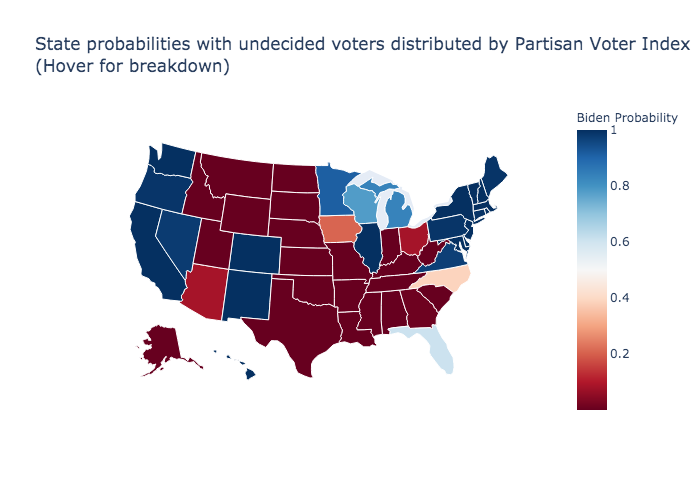 State probabilities with undecided voters distributed by Partisan Voter Index
(Hover for breakdown)
Biden Probability
1
0.8
0.6
0.4
0.2